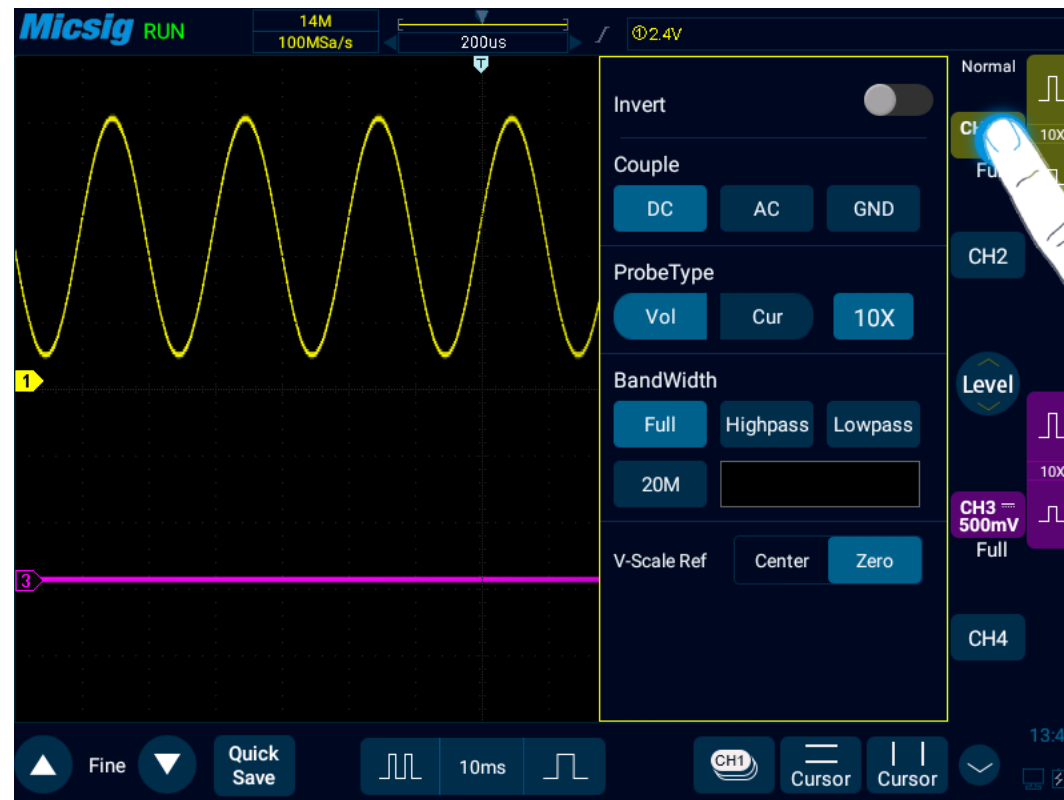 Micsig RUN
14M
100MSa/s
200us
①2.4V
T
Normal
Invert
10X
Couple
DC AC GND
CH2
ProbeType
Vol Cur 10X
1
BandWidth
Level
Full Highpass Lowpass
20M
10X
CH3
500mV
Full
V-Scale Ref Center Zero
3
CH4
Fine
Quick
Save
10ms
CH1
Cursor
Cursor